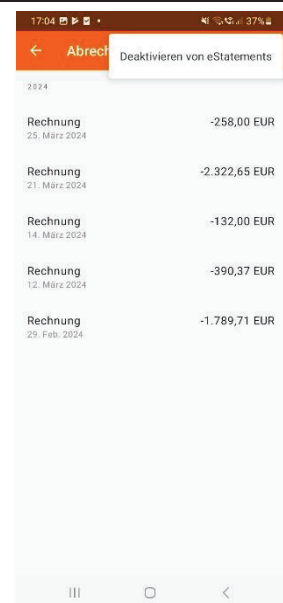 17:04 37%
Abrech
Deaktivieren von eStatements
2024
Rechnung -258,00 EUR
25. März 2024
Rechnung -2.322,65 EUR
21. März 2024
Rechnung -132,00 EUR
14. März 2024
Rechnung -390,37 EUR
12. März 2024
Rechnung -1.789,71 EUR
29. Feb. 2024